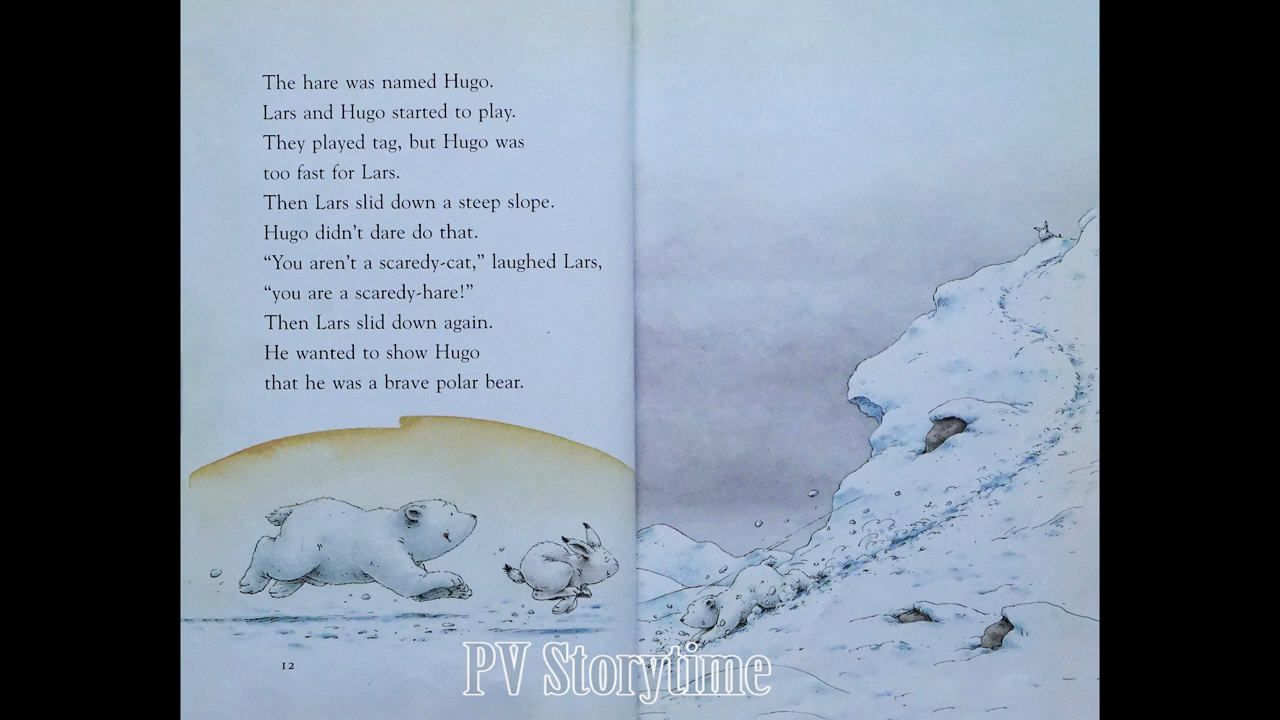 The hare was named Hugo.
Lars and Hugo started to play.
They played tag, but Hugo was
too fast for Lars.
Then Lars slid down a steep slope.
Hugo didn't dare do that.
“You aren't a scaredy-cat,” laughed Lars,
“you are a scaredy-hare!”
Then Lars slid down again.
He wanted to show Hugo
that he was a brave polar bear.
12
PV Storytime